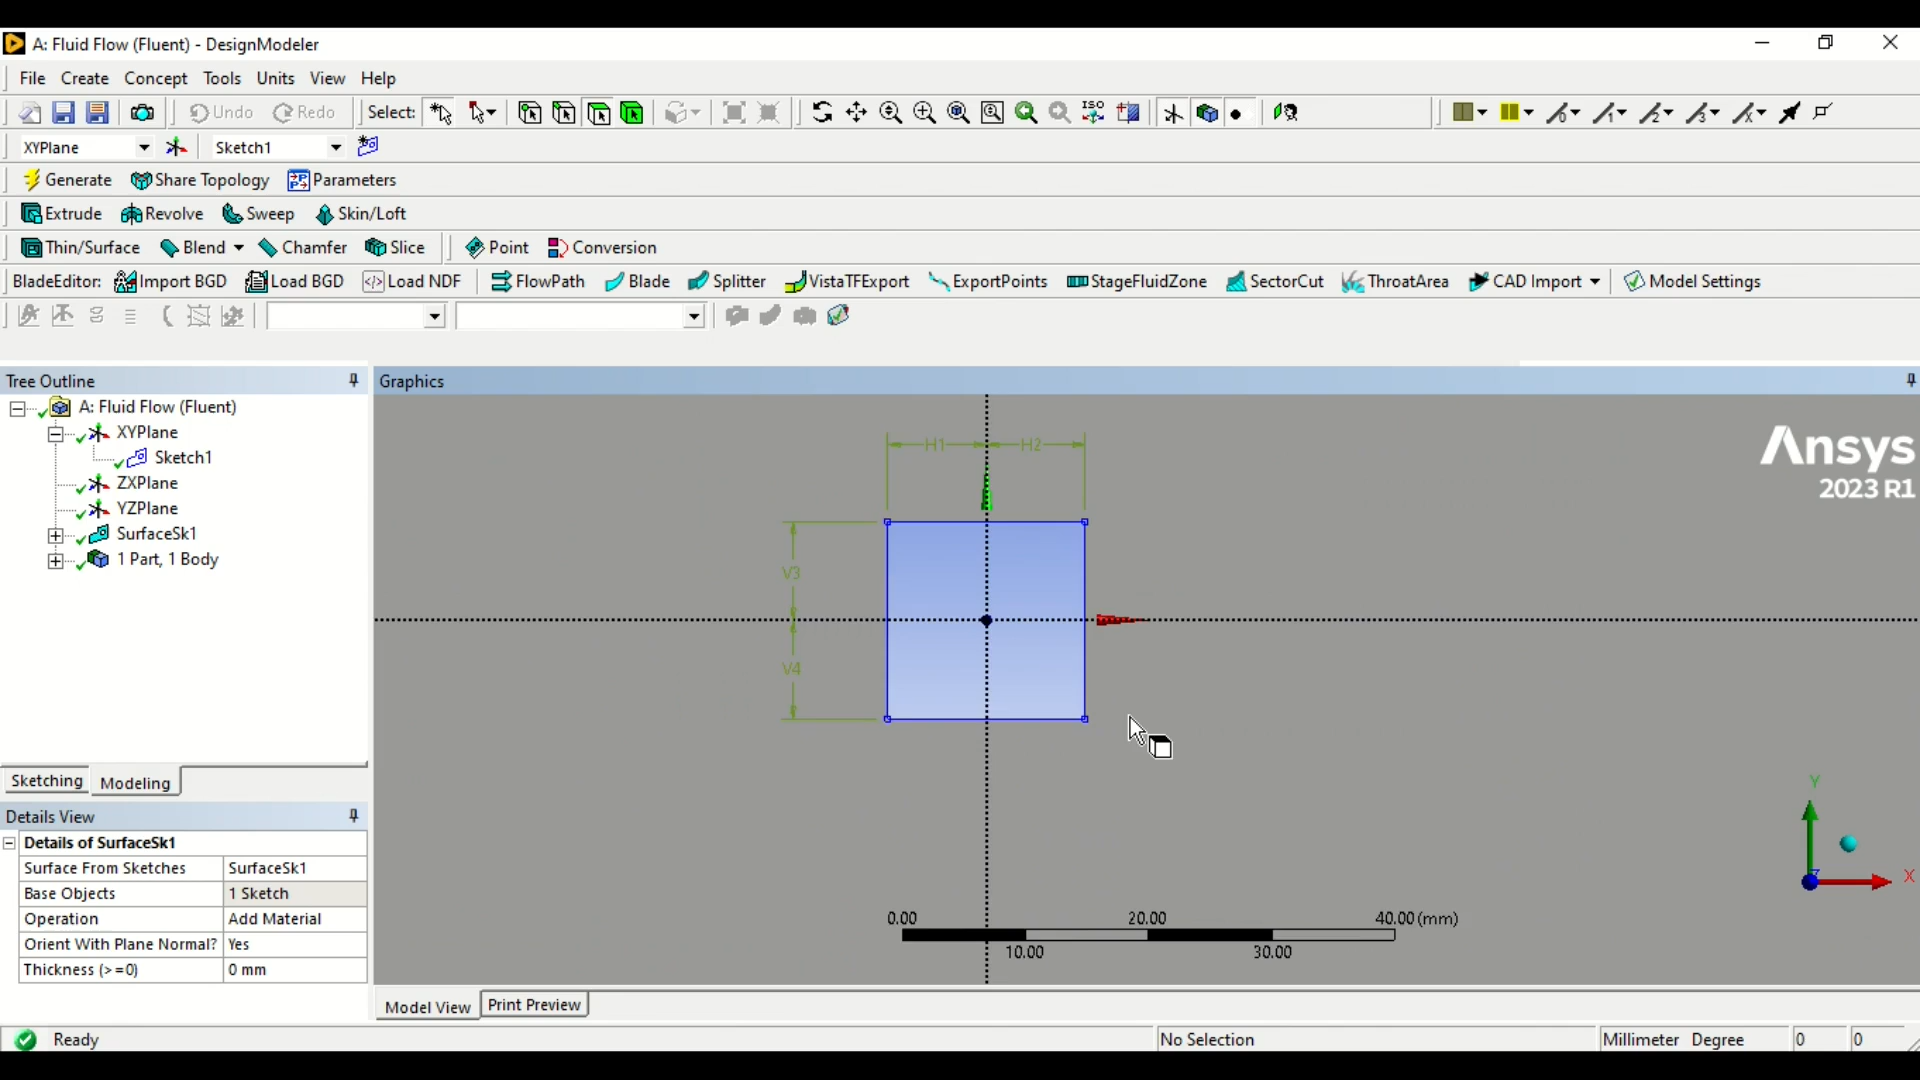 A: Fluid Flow (Fluent) - DesignModeler
File Create Concept Tools Units View Help
Undo Redo Select: ISO
XYPlane Sketch1
Generate Share Topology Parameters
Extrude Revolve Sweep Skin/Loft
Thin/Surface Blend Chamfer Slice Point Conversion
BladeEditor: Import BGD Load BGD Load NDF FlowPath Blade Splitter VistaTFExport ExportPoints StageFluidZone SectorCut ThroatArea CAD Import Model Settings
Tree Outline
A: Fluid Flow (Fluent)
XYPlane
Sketch1
ZXPlane
YZPlane
SurfaceSk1
1 Part, 1 Body
Sketching Modeling
Details View
Details of SurfaceSk1
Surface From Sketches SurfaceSk1
Base Objects 1 Sketch
Operation Add Material
Orient With Plane Normal? Yes
Thickness (>=0) 0 mm
Graphics
Ansys
2023 R1
H1 H2
V3
V4
Y
X
0.00 20.00 40.00 (mm)
10.00 30.00
Model View Print Preview
Ready No Selection Millimeter Degree 0 0